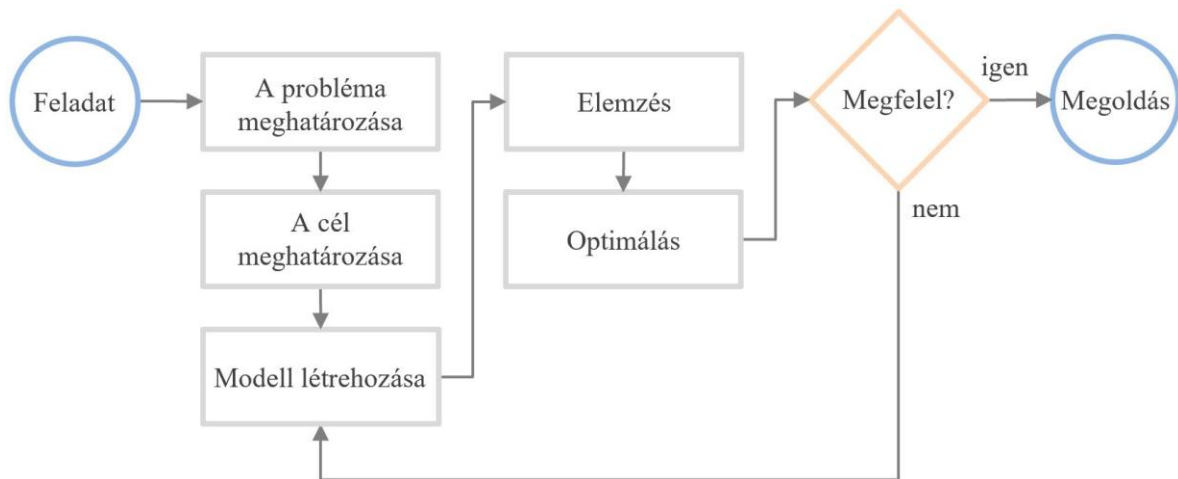 Feladat
A probléma
meghatározása
A cél
meghatározása
Modell létrehozása
Elemzés
Optimálás
Megfelel?
igen
nem
Megoldás